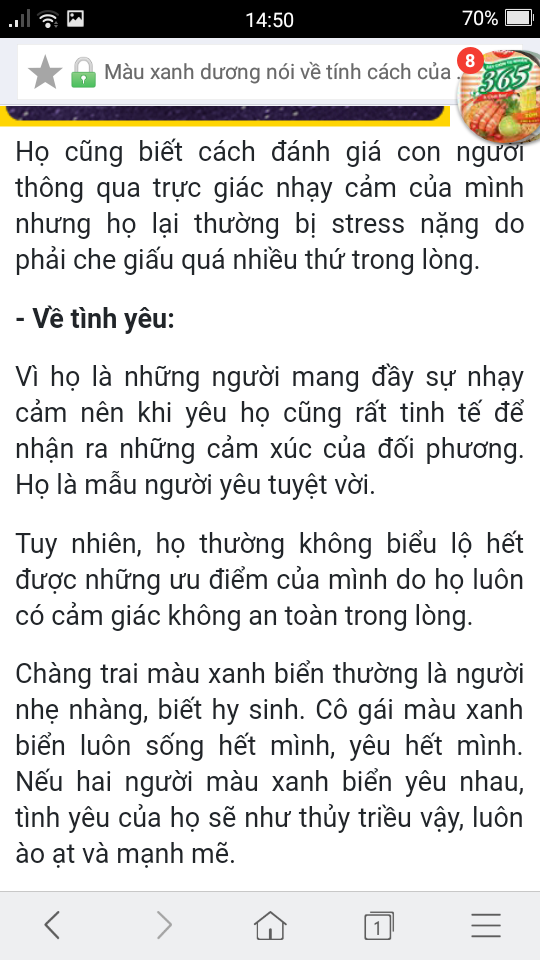 14:50
70%
Màu xanh dương nói về tính cách của .
8
365
Họ cũng biết cách đánh giá con người
thông qua trực giác nhạy cảm của mình
nhưng họ lại thường bị stress nặng do
phải che giấu quá nhiều thứ trong lòng.
- Về tình yêu:
Vì họ là những người mang đầy sự nhạy
cảm nên khi yêu họ cũng rất tinh tế để
nhận ra những cảm xúc của đối phương.
Họ là mẫu người yêu tuyệt vời.
Tuy nhiên, họ thường không biểu lộ hết
được những ưu điểm của mình do họ luôn
có cảm giác không an toàn trong lòng.
Chàng trai màu xanh biển thường là người
nhẹ nhàng, biết hy sinh. Cô gái màu xanh
biển luôn sống hết mình, yêu hết mình.
Nếu hai người màu xanh biển yêu nhau,
tình yêu của họ sẽ như thủy triều vậy, luôn
ào ạt và mạnh mẽ.
1